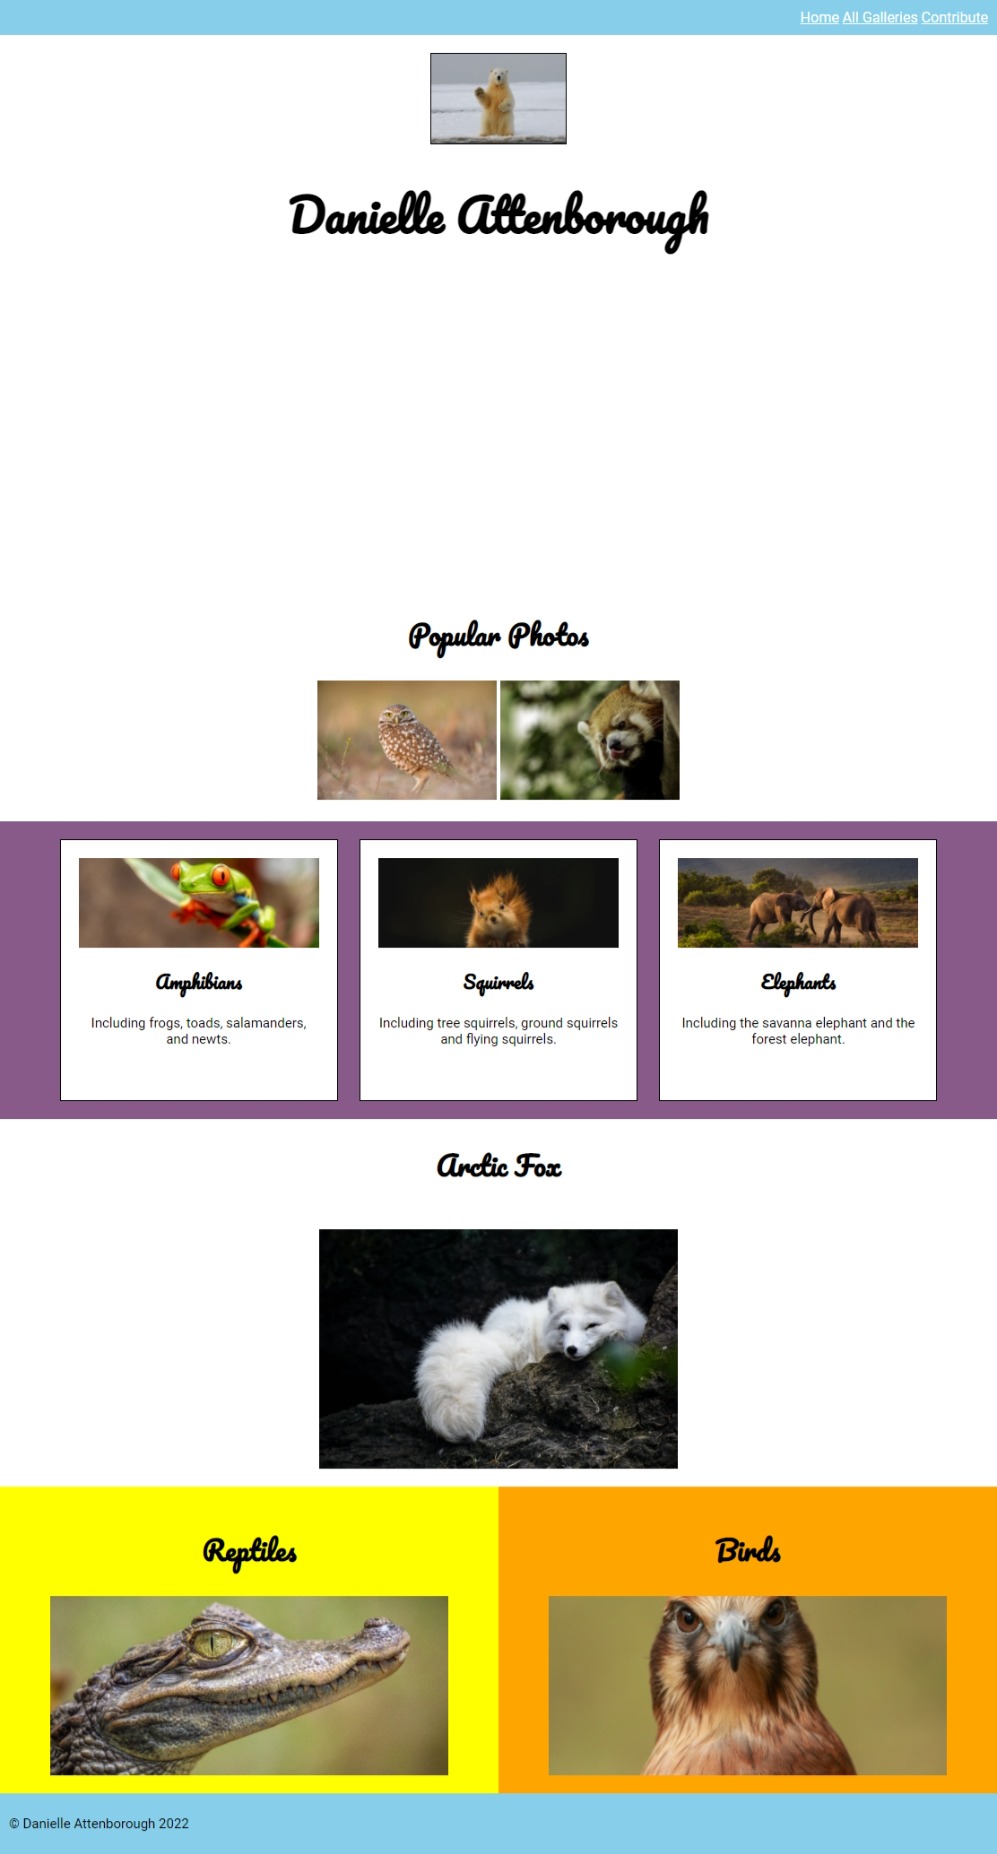 Home All Galleries Contribute
Danielle Attenborough
Popular Photos
Amphibians
Including frogs, toads, salamanders,
and newts.
Squirrels
Including tree squirrels, ground squirrels
and flying squirrels.
Elephants
Including the savanna elephant and the
forest elephant.
Arctic Fox
Reptiles
Birds
© Danielle Attenborough 2022